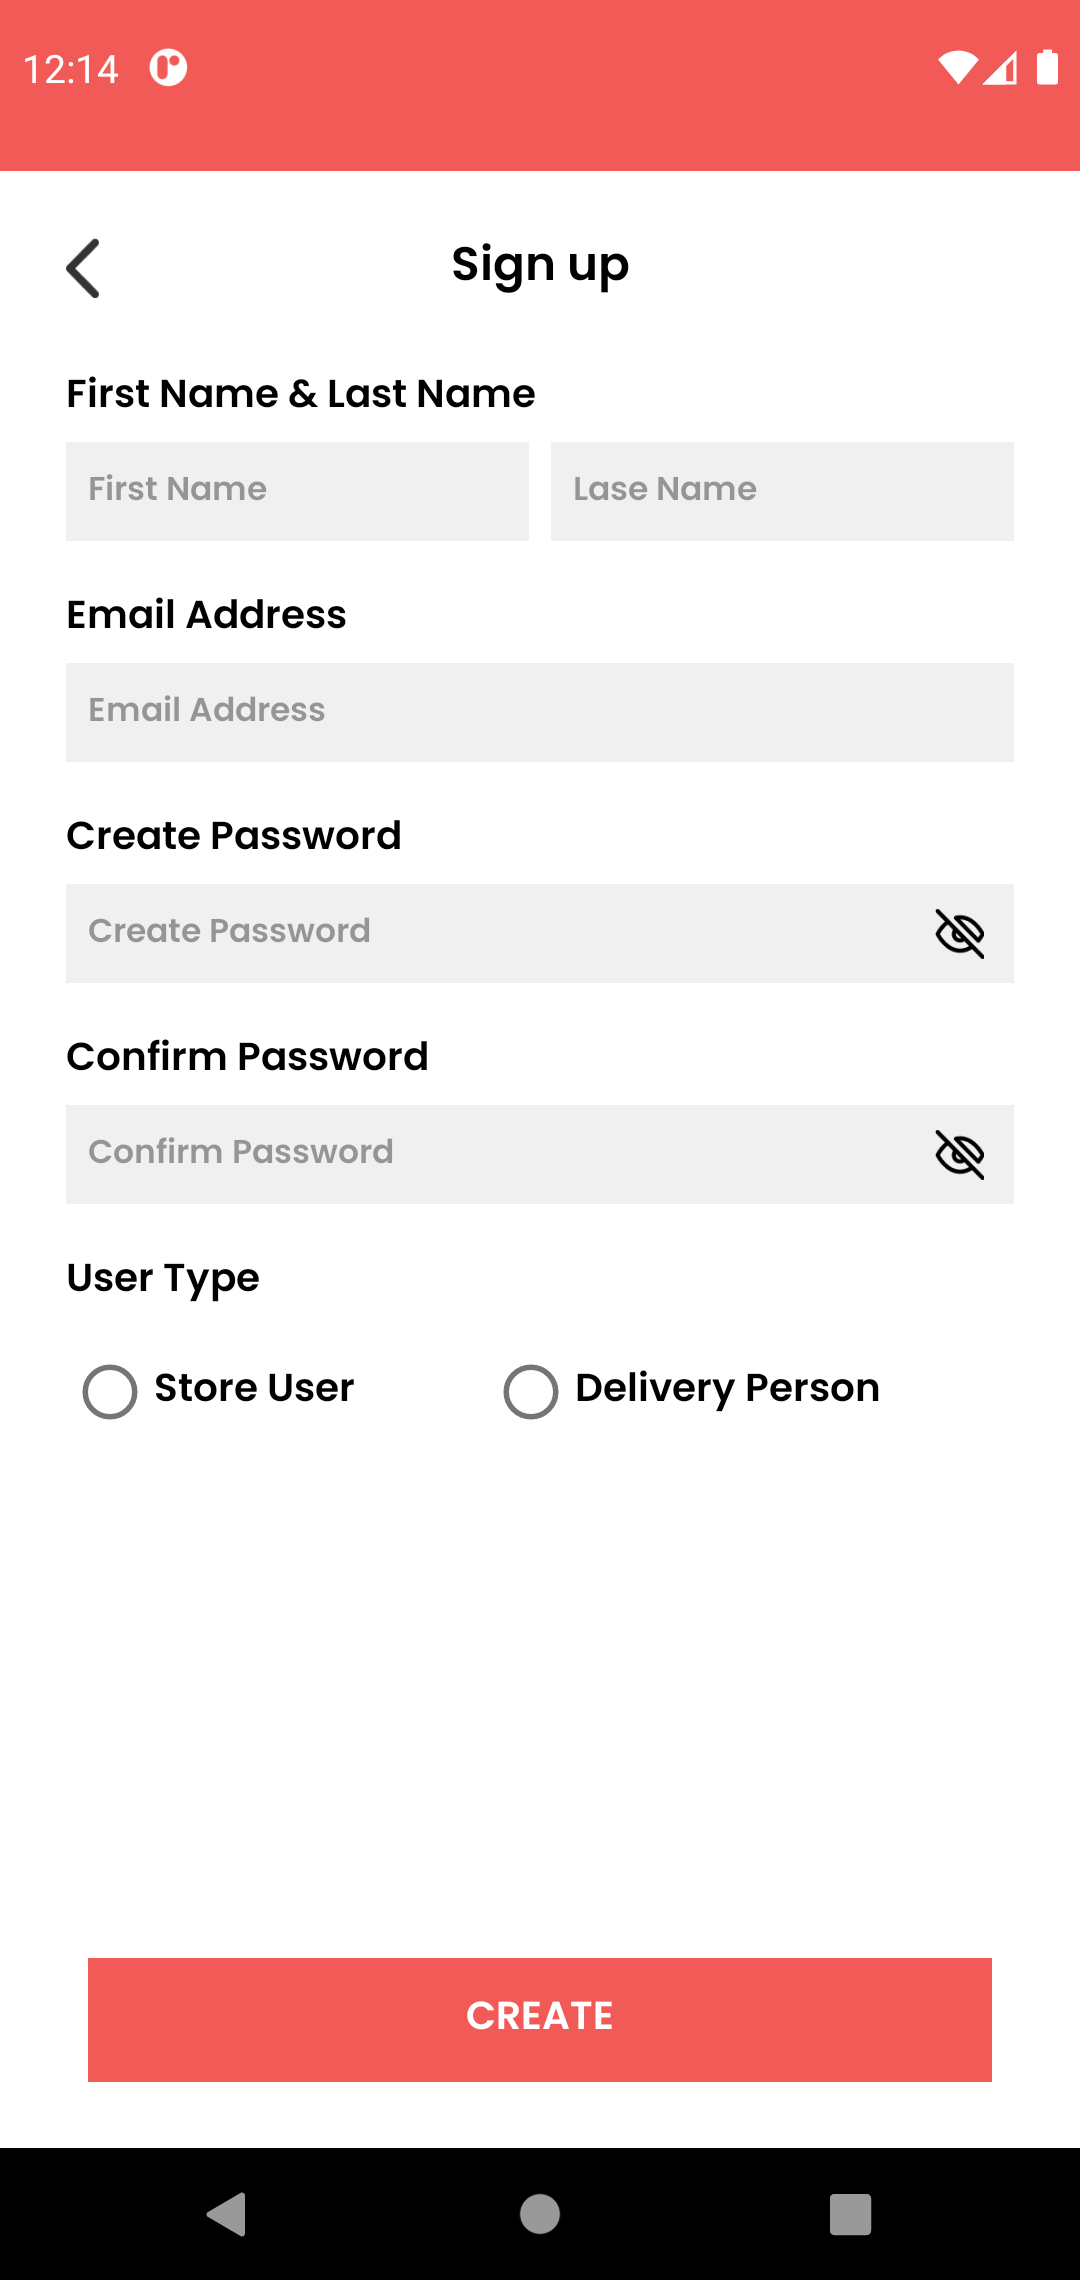 12:14
Sign up
First Name & Last Name
First Name Lase Name
Email Address
Email Address
Create Password
Create Password
Confirm Password
Confirm Password
User Type
Store User Delivery Person
CREATE